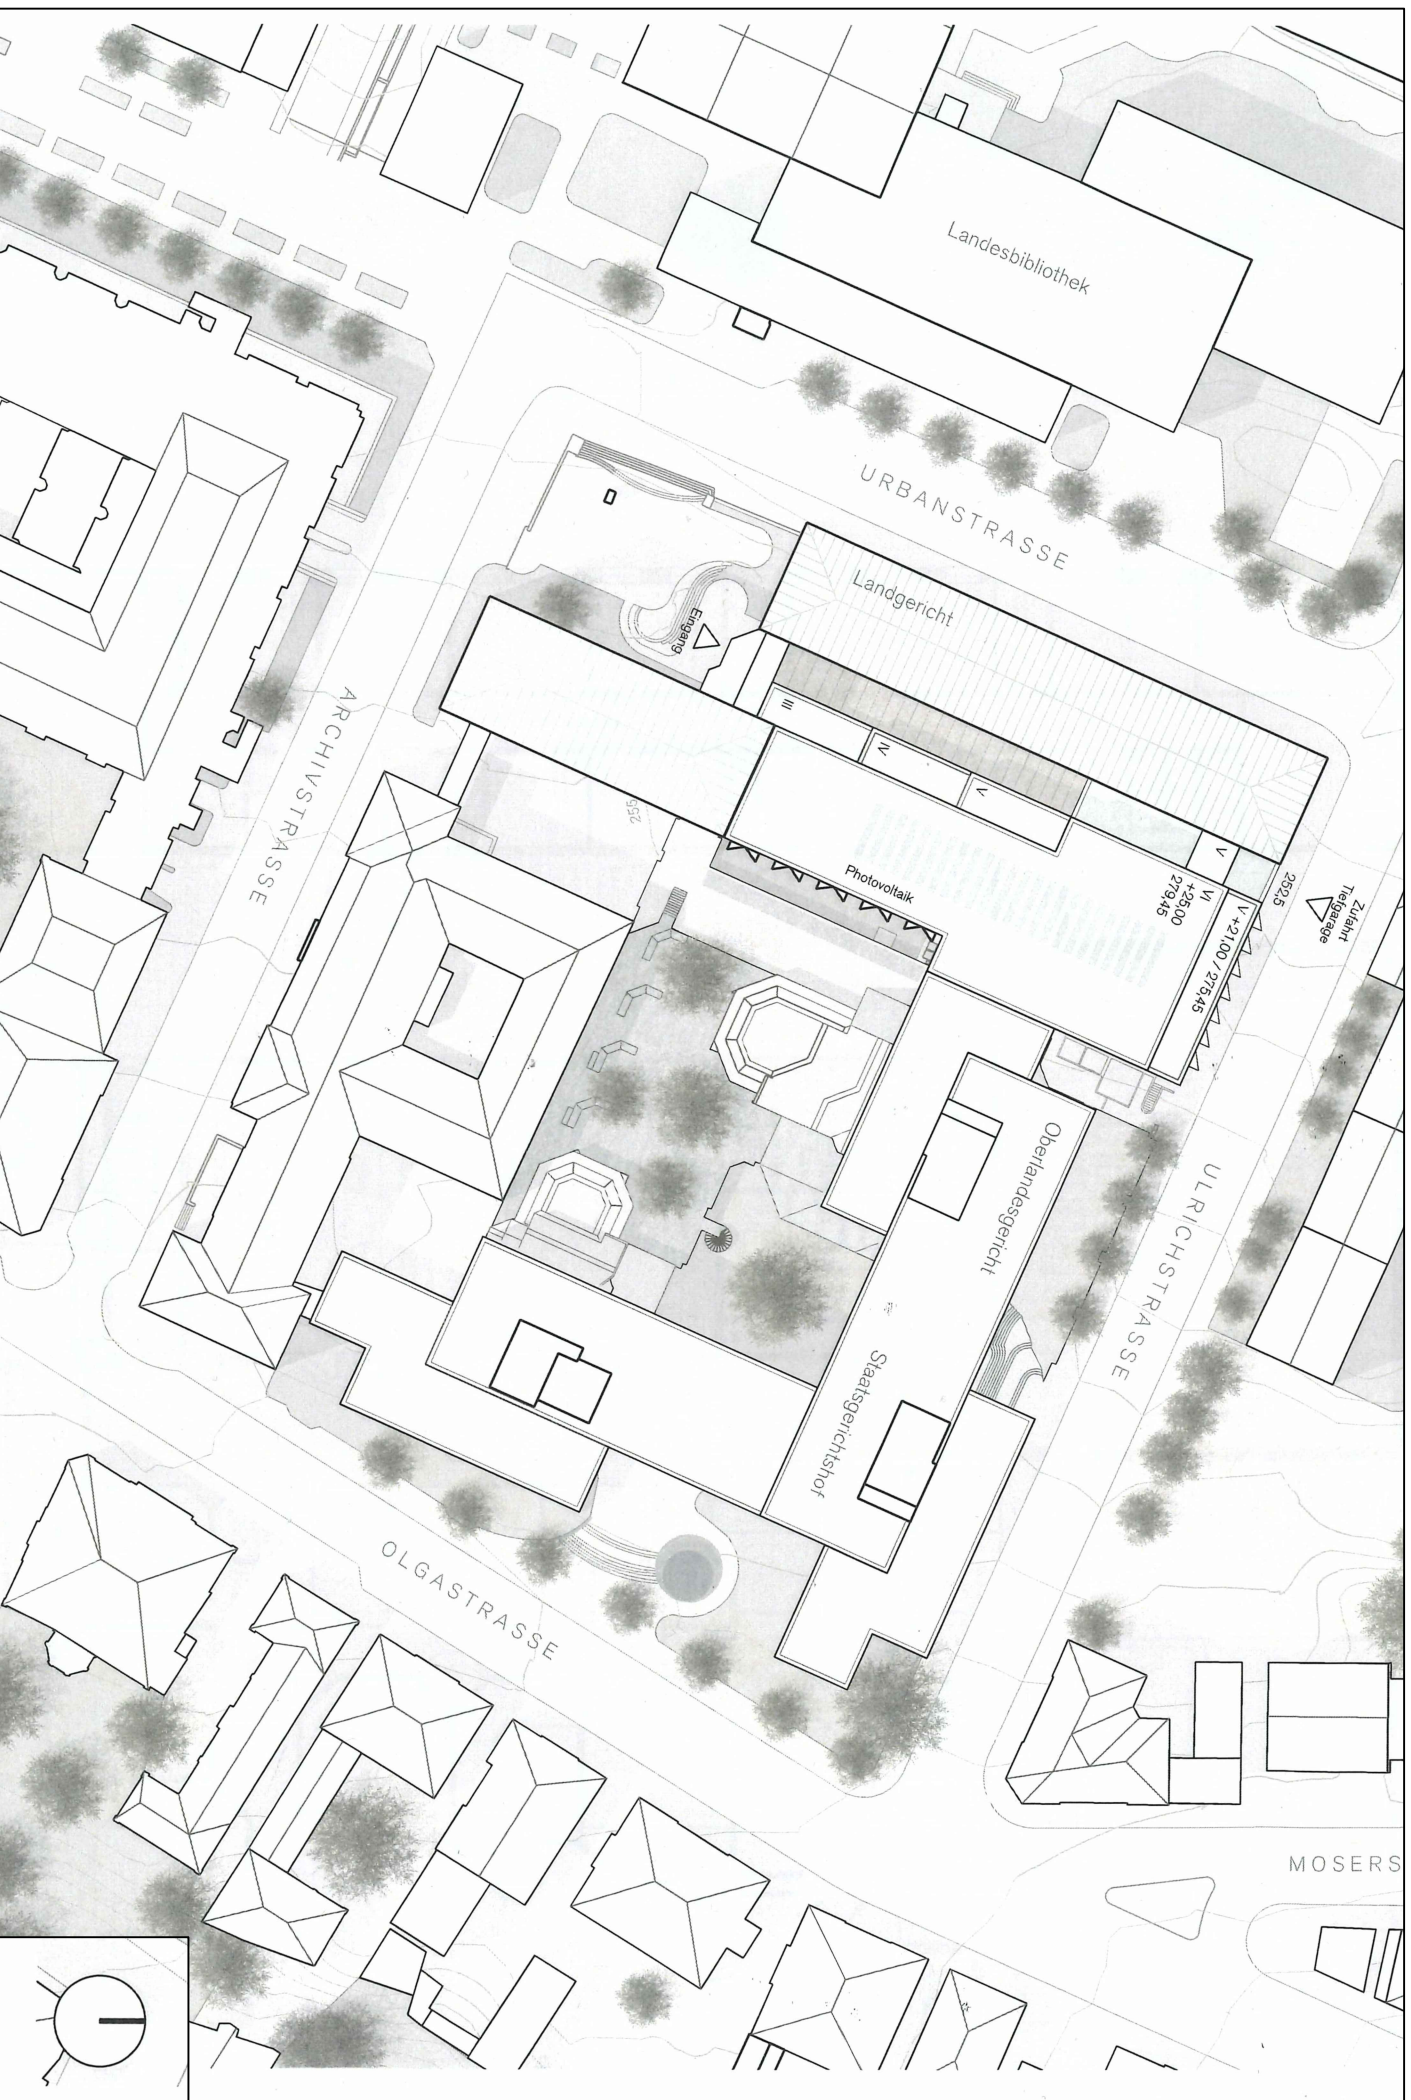 Landesbibliothek
URBANSTRASSE
Landgericht
Eingang
ARCHIVSTRASSE
III
IV
V
255
V
Photovoltaik
VI
+25,00
279,45
V +21,00 / 275,45
252,5
Zufahrt
Tiefgarage
Oberlandesgericht
ULRICHSTRASSE
Staatsgerichtshof
OLGASTRASSE
MOSERS